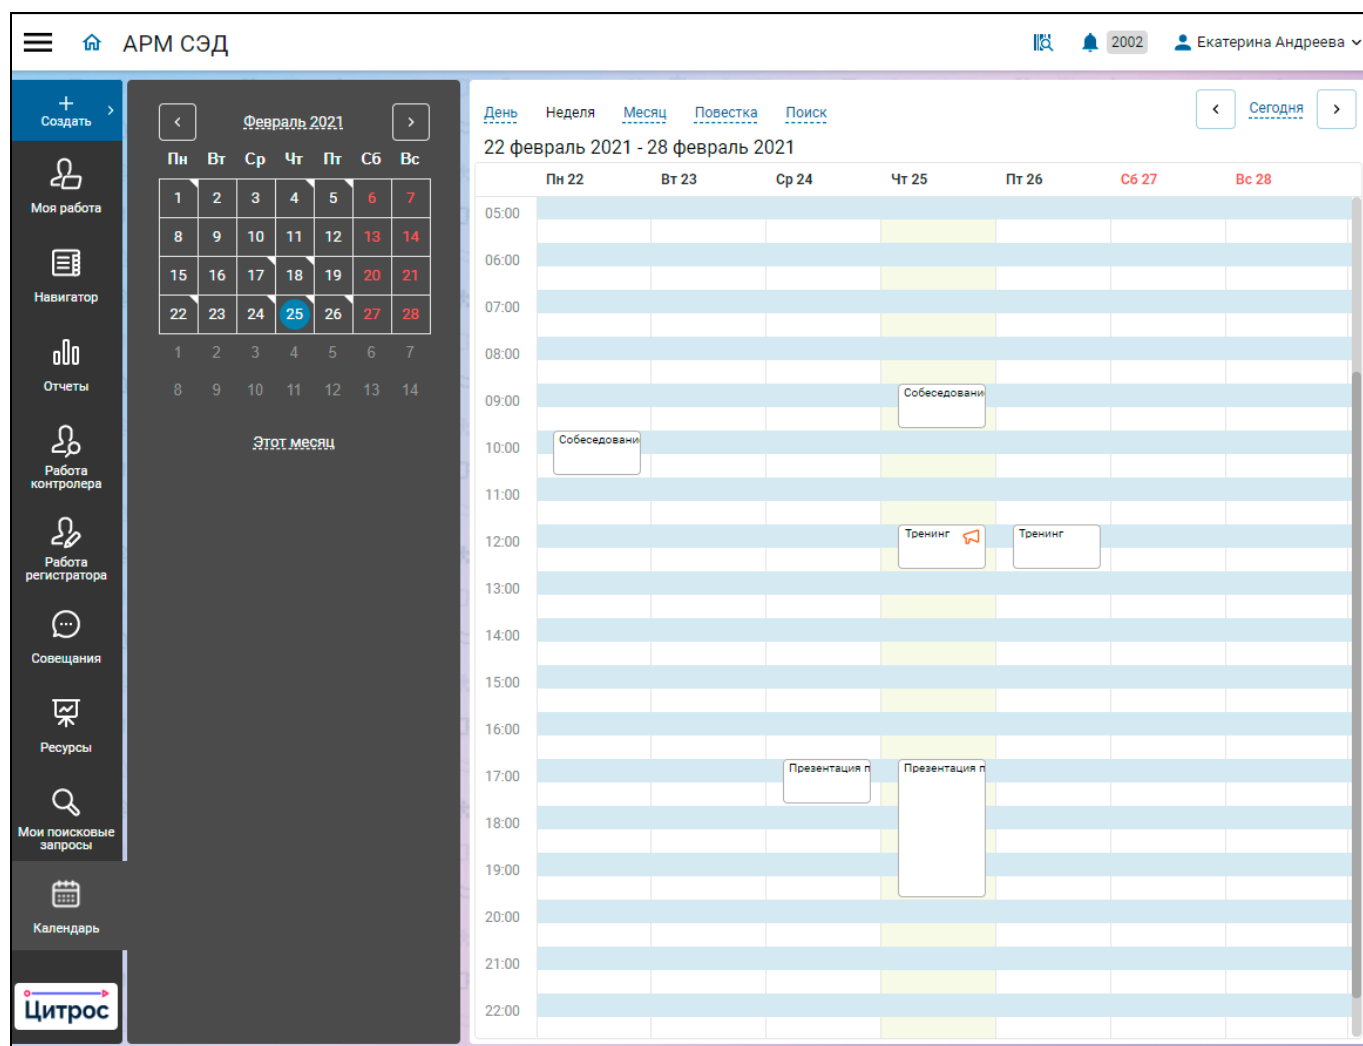 АРМ СЭД
2002
Екатерина Андреева
Создать
Моя работа
Навигатор
Отчеты
Работа
контролера
Работа
регистратора
Совещания
Ресурсы
Мои поисковые
запросы
Календарь
Цитрос
Февраль 2021
Пн Вт Ср Чт Пт Сб Вс
1 2 3 4 5 6 7
8 9 10 11 12 13 14
15 16 17 18 19 20 21
22 23 24 25 26 27 28
1 2 3 4 5 6 7
8 9 10 11 12 13 14
Этот месяц
День Неделя Месяц Повестка Поиск
Сегодня
22 февраль 2021 - 28 февраль 2021
Пн 22 Вт 23 Ср 24 Чт 25 Пт 26 Сб 27 Вс 28
05:00
06:00
07:00
08:00
09:00 Собеседовани
10:00 Собеседовани
11:00
12:00 Тренинг Тренинг
13:00
14:00
15:00
16:00
17:00 Презентация п Презентация п
18:00
19:00
20:00
21:00
22:00